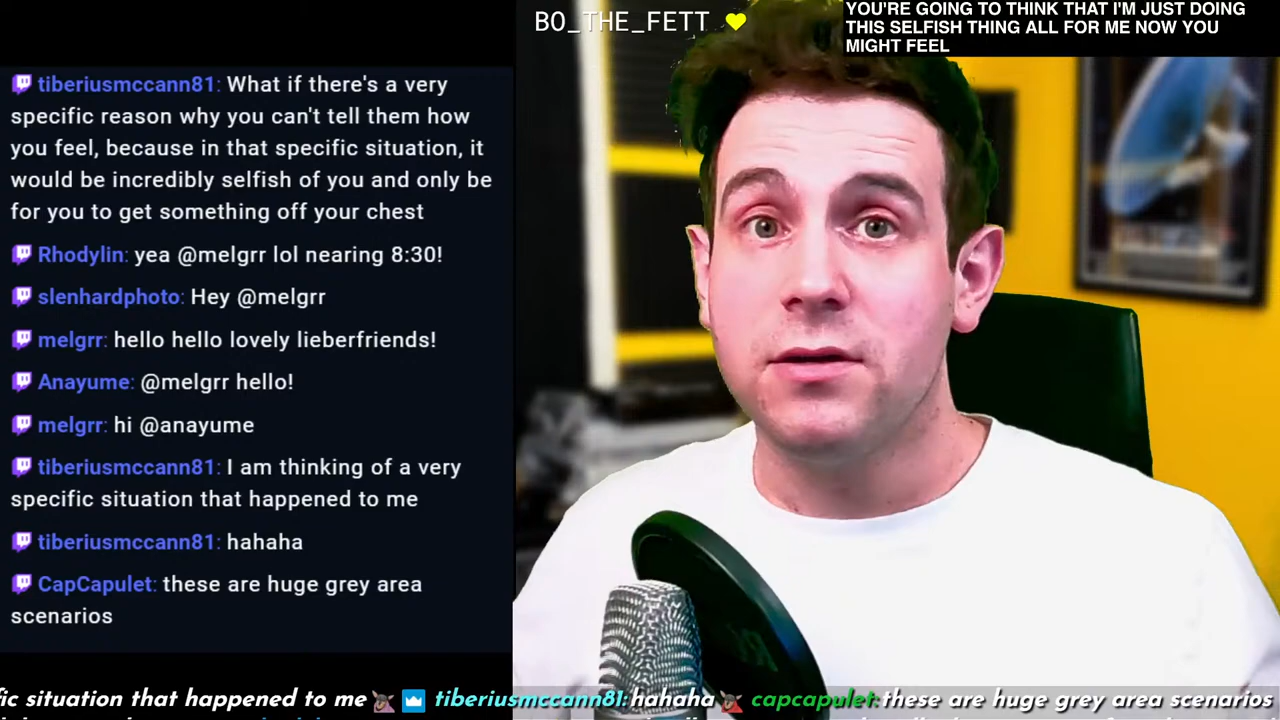 BO_THE_FETT
YOU'RE GOING TO THINK THAT I'M JUST DOING
THIS SELFISH THING ALL FOR ME NOW YOU
MIGHT FEEL
tiberiusmccann81: What if there's a very
specific reason why you can't tell them how
you feel, because in that specific situation, it
would be incredibly selfish of you and only be
for you to get something off your chest
Rhodylin: yea @melgrr lol nearing 8:30!
slenhardphoto: Hey @melgrr
melgrr: hello hello lovely lieberfriends!
Anayume: @melgrr hello!
melgrr: hi @anayume
tiberiusmccann81: I am thinking of a very
specific situation that happened to me
tiberiusmccann81: hahaha
CapCapulet: these are huge grey area
scenarios
situation that happened to me tiberiusmccann81: hahaha capcapulet: these are huge grey area scenarios